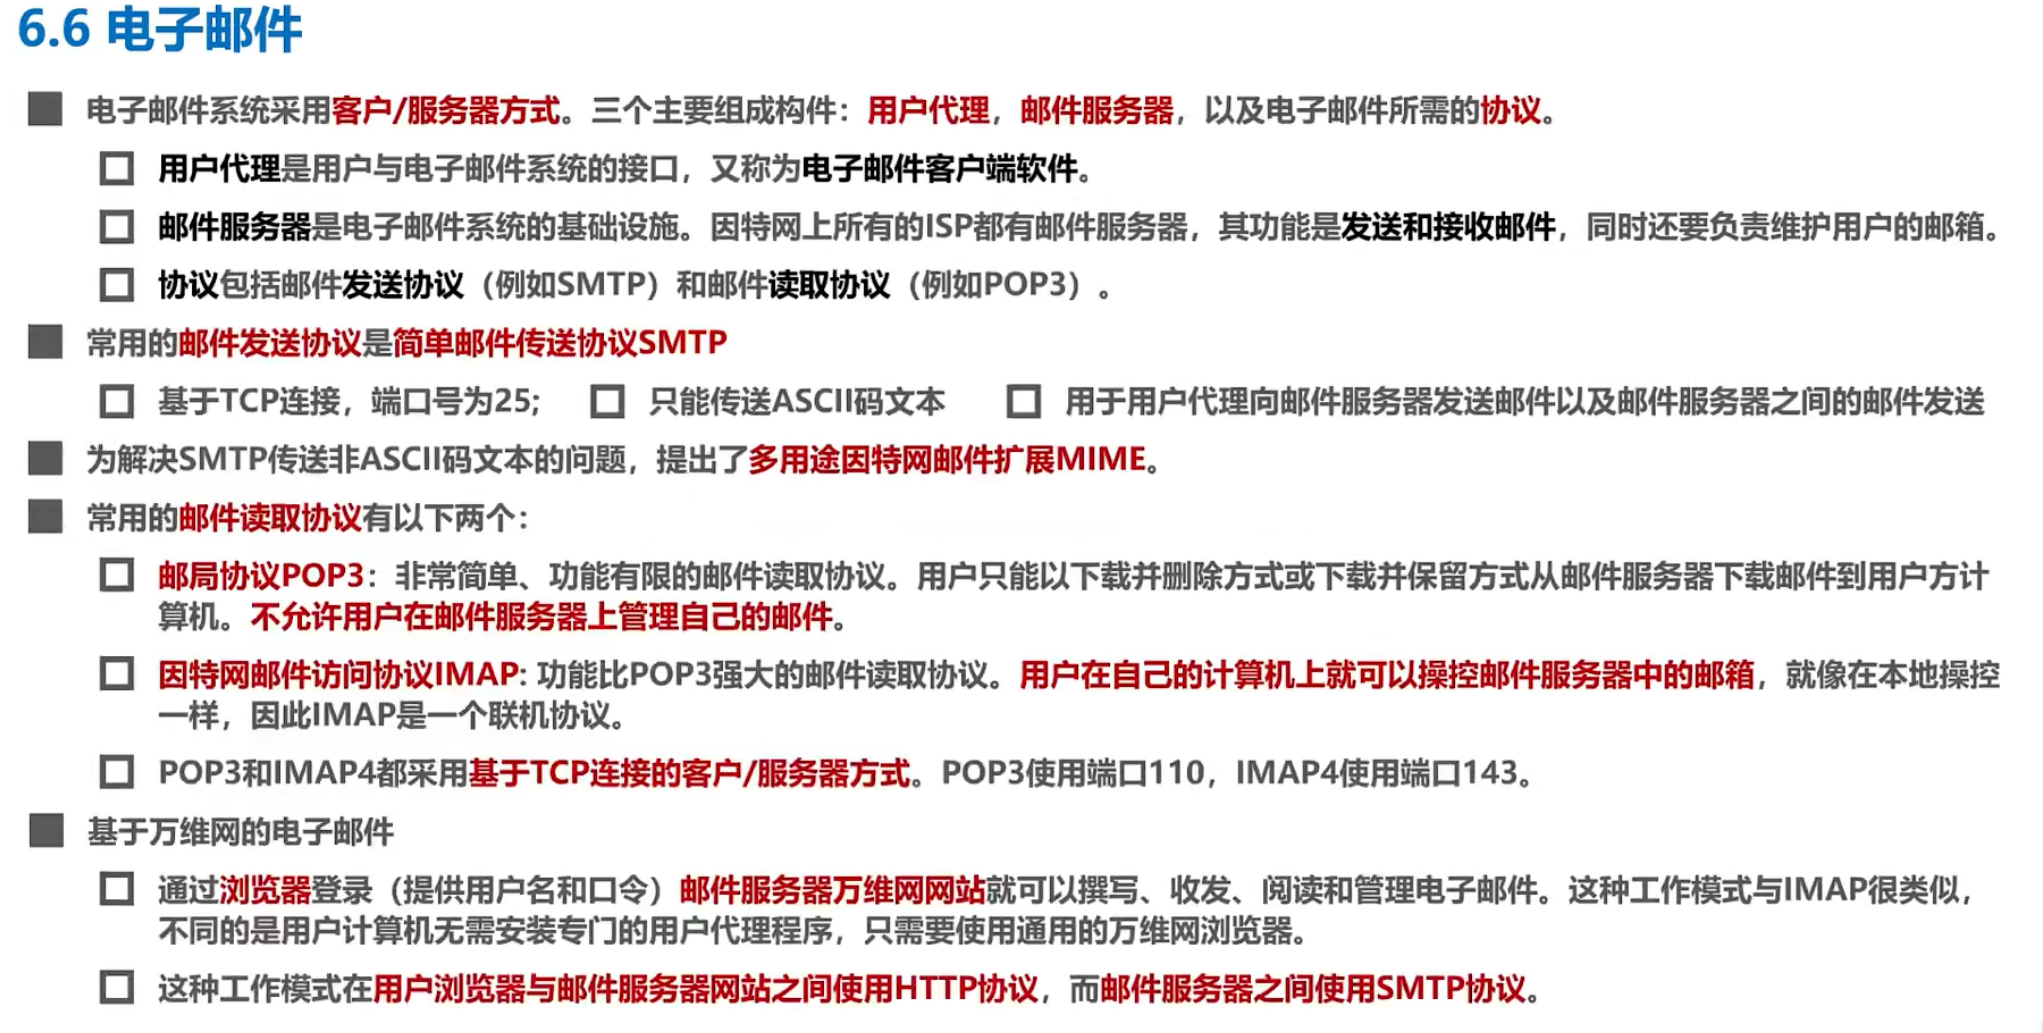 6.6 电子邮件
电子邮件系统采用客户/服务器方式。三个主要组成构件：用户代理，邮件服务器，以及电子邮件所需的协议。
用户代理是用户与电子邮件系统的接口，又称为电子邮件客户端软件。
邮件服务器是电子邮件系统的基础设施。因特网上所有的ISP都有邮件服务器，其功能是发送和接收邮件，同时还要负责维护用户的邮箱。
协议包括邮件发送协议（例如SMTP）和邮件读取协议（例如POP3）。
常用的邮件发送协议是简单邮件传送协议SMTP
基于TCP连接，端口号为25; 只能传送ASCII码文本 用于用户代理向邮件服务器发送邮件以及邮件服务器之间的邮件发送
为解决SMTP传送非ASCII码文本的问题，提出了多用途因特网邮件扩展MIME。
常用的邮件读取协议有以下两个：
邮局协议POP3：非常简单、功能有限的邮件读取协议。用户只能以下载并删除方式或下载并保留方式从邮件服务器下载邮件到用户方计
算机。不允许用户在邮件服务器上管理自己的邮件。
因特网邮件访问协议IMAP: 功能比POP3强大的邮件读取协议。用户在自己的计算机上就可以操控邮件服务器中的邮箱，就像在本地操控
一样，因此IMAP是一个联机协议。
POP3和IMAP4都采用基于TCP连接的客户/服务器方式。POP3使用端口110，IMAP4使用端口143。
基于万维网的电子邮件
通过浏览器登录（提供用户名和口令）邮件服务器万维网网站就可以撰写、收发、阅读和管理电子邮件。这种工作模式与IMAP很类似，
不同的是用户计算机无需安装专门的用户代理程序，只需要使用通用的万维网浏览器。
这种工作模式在用户浏览器与邮件服务器网站之间使用HTTP协议，而邮件服务器之间使用SMTP协议。